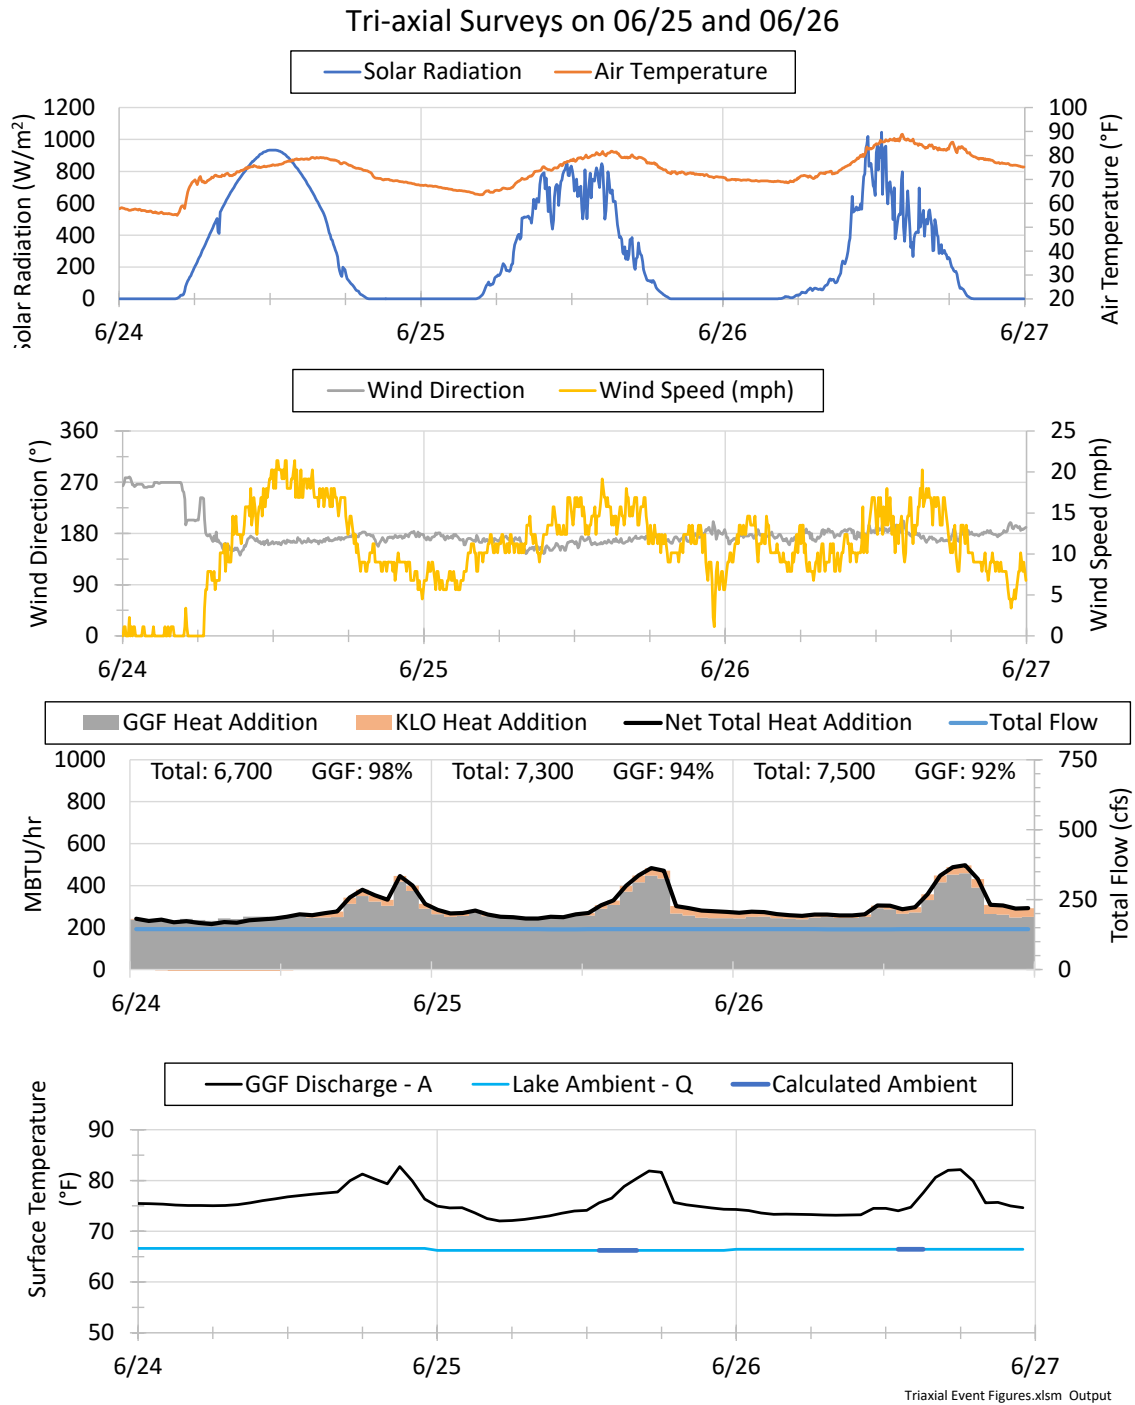 Tri-axial Surveys on 06/25 and 06/26
Solar Radiation Air Temperature
Solar Radiation (W/m²)
1200
1000
800
600
400
200
0
100
90
80
70
60
50
40
30
20
Air Temperature (°F)
6/24 6/25 6/26 6/27
Wind Direction Wind Speed (mph)
Wind Direction (°)
360
270
180
90
0
25
20
15
10
5
0
Wind Speed (mph)
6/24 6/25 6/26 6/27
GGF Heat Addition KLO Heat Addition Net Total Heat Addition Total Flow
MBTU/hr
1000
800
600
400
200
0
Total: 6,700 GGF: 98% Total: 7,300 GGF: 94% Total: 7,500 GGF: 92%
750
500
250
0
Total Flow (cfs)
6/24 6/25 6/26
GGF Discharge - A Lake Ambient - Q Calculated Ambient
Surface Temperature
(°F)
90
80
70
60
50
6/24 6/25 6/26 6/27
Triaxial Event Figures.xlsm Output